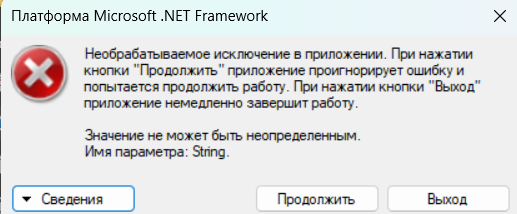 Платформа Microsoft .NET Framework
Необрабатываемое исключение в приложении. При нажатии
кнопки "Продолжить" приложение проигнорирует ошибку и
попытается продолжить работу. При нажатии кнопки "Выход"
приложение немедленно завершит работу.
Значение не может быть неопределенным.
Имя параметра: String.
Сведения
Продолжить
Выход